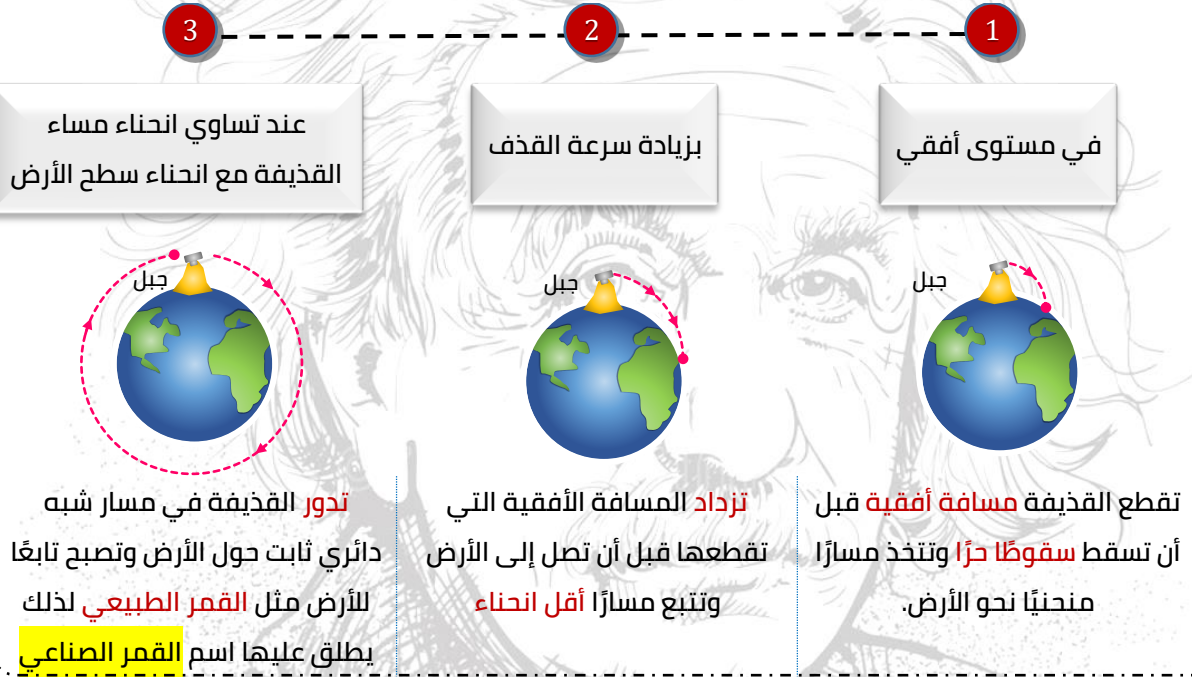 1
2
3
في مستوى أفقي
بزيادة سرعة القذف
عند تساوي انحناء مساء
القذيفة مع انحناء سطح الأرض
جبل
جبل
جبل
تقطع القذيفة مسافة أفقية قبل
أن تسقط سقوطًا حرًا وتتخذ مسارًا
منحنيًا نحو الأرض.
تزداد المسافة الأفقية التي
تقطعها قبل أن تصل إلى الأرض
وتتبع مسارًا أقل انحناء
تدور القذيفة في مسار شبه
دائري ثابت حول الأرض وتصبح تابعًا
للأرض مثل القمر الطبيعي لذلك
يطلق عليها اسم القمر الصناعي